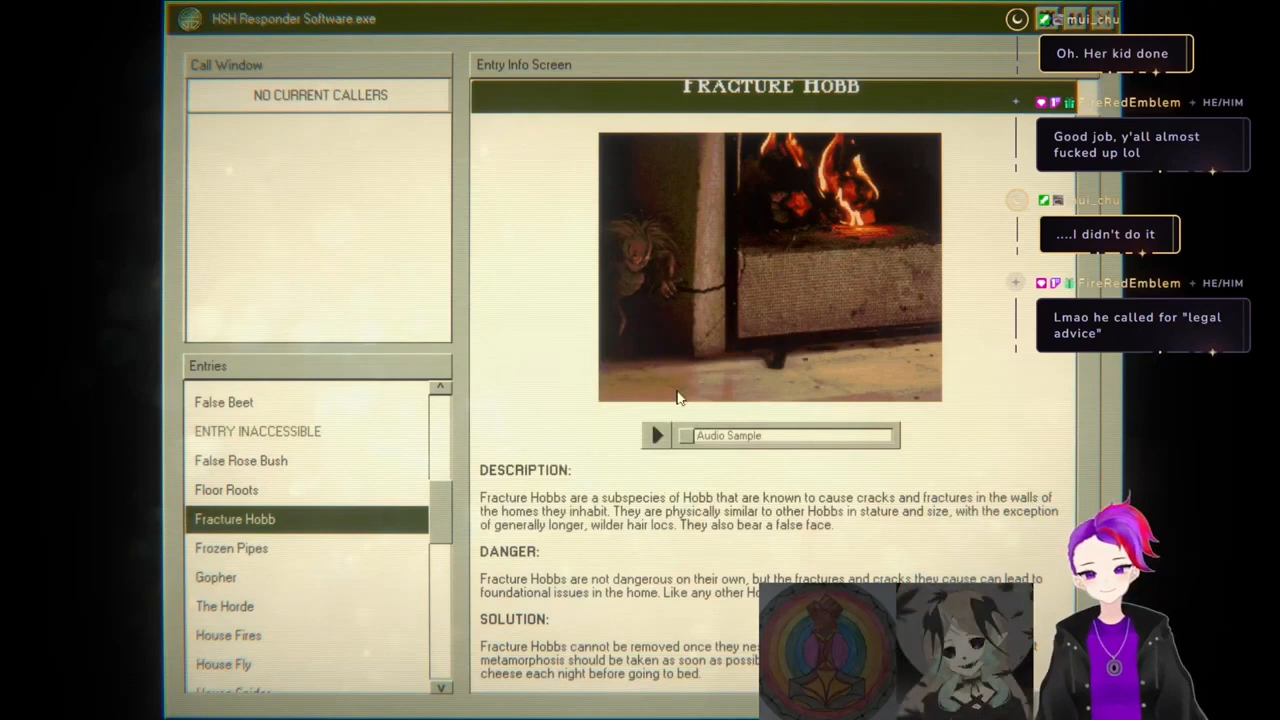 HSH Responder Software.exe
Call Window
NO CURRENT CALLERS
Entries
False Beet
ENTRY INACCESSIBLE
False Rose Bush
Floor Roots
Fracture Hobb
Frozen Pipes
Gopher
The Horde
House Fires
House Fly
House Spider
Entry Info Screen
FRACTURE HOBB
Audio Sample
DESCRIPTION:
Fracture Hobbs are a subspecies of Hobb that are known to cause cracks and fractures in the walls of
the homes they inhabit. They are physically similar to other Hobbs in stature and size, with the exception
of generally longer, wilder hair locs. They also bear a false face.
DANGER:
Fracture Hobbs are not dangerous on their own, but the fractures and cracks they cause can lead to
foundational issues in the home. Like any other Ho
SOLUTION:
Fracture Hobbs cannot be removed once they nes
metamorphosis should be taken as soon as possib
cheese each night before going to bed.
mui_chu
Oh. Her kid done
FireRedEmblem + HE/HIM
Good job, y'all almost
fucked up lol
mui_chu
....I didn't do it
FireRedEmblem + HE/HIM
Lmao he called for "legal
advice"